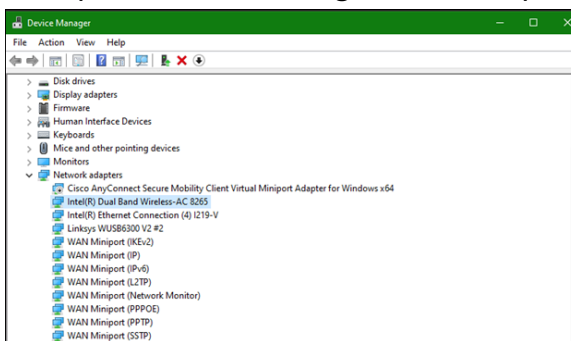 Device Manager
File Action View Help
Disk drives
Display adapters
Firmware
Human Interface Devices
Keyboards
Mice and other pointing devices
Monitors
Network adapters
Cisco AnyConnect Secure Mobility Client Virtual Miniport Adapter for Windows x64
Intel(R) Dual Band Wireless-AC 8265
Intel(R) Ethernet Connection (4) I219-V
Linksys WUSB6300 V2 #2
WAN Miniport (IKEv2)
WAN Miniport (IP)
WAN Miniport (IPv6)
WAN Miniport (L2TP)
WAN Miniport (Network Monitor)
WAN Miniport (PPPOE)
WAN Miniport (PPTP)
WAN Miniport (SSTP)